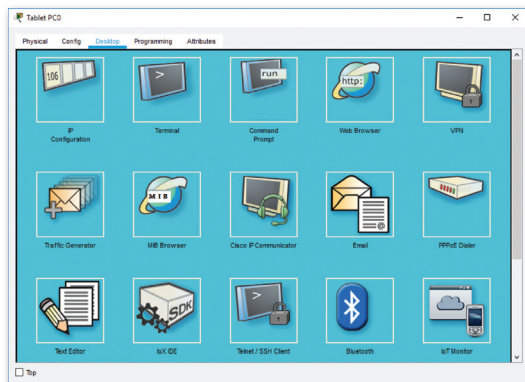 Tablet PC0
Physical Config Desktop Programming Attributes
106
run
http:
IP
Configuration
Terminal
Command
Prompt
Web Browser
VPN
MIB
Traffic Generator
MIB Browser
Cisco IP Communicator
Email
PPPoE Dialer
SDK
Text Editor
IoX IDE
Telnet / SSH Client
Bluetooth
IoT Monitor
Top